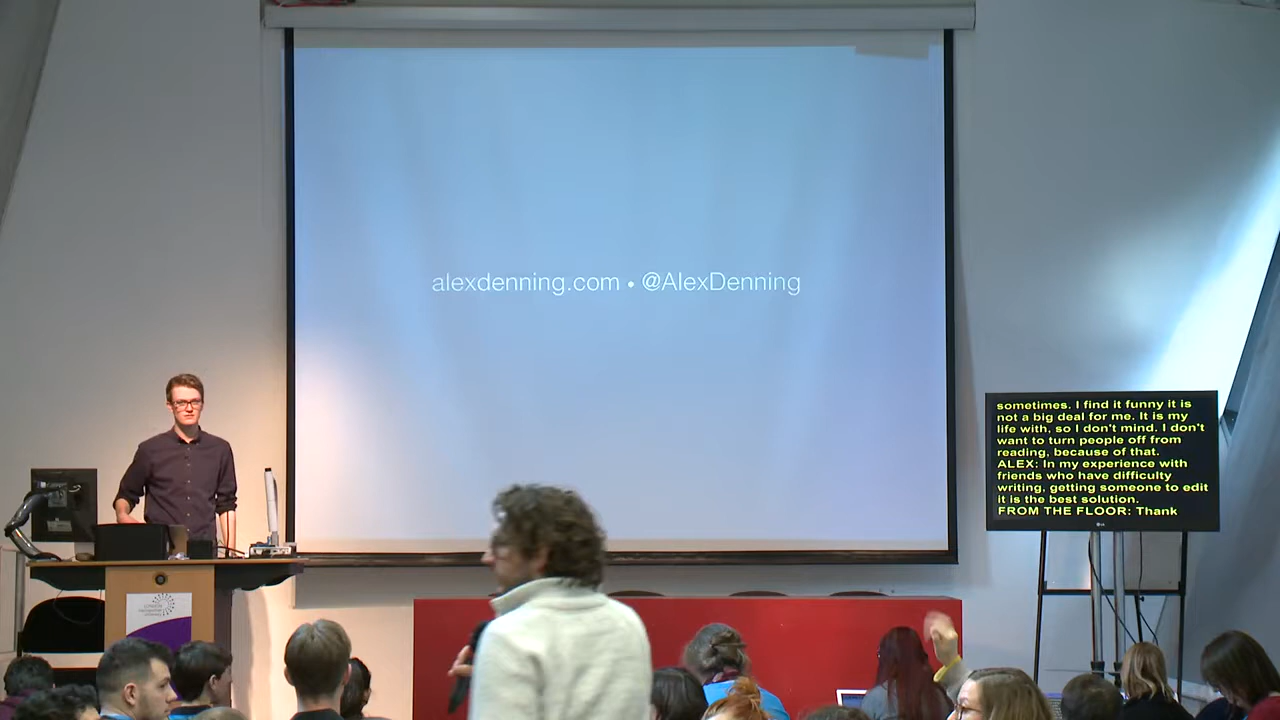 alexdenning.com • @AlexDenning
sometimes. I find it funny it is
not a big deal for me. It is my
life with, so I don't mind. I don't
want to turn people off from
reading, because of that.
ALEX: In my experience with
friends who have difficulty
writing, getting someone to edit
it is the best solution.
FROM THE FLOOR: Thank